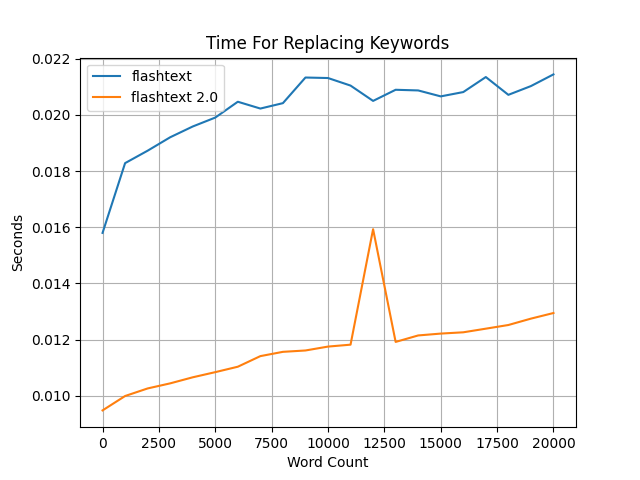 Time For Replacing Keywords
flashtext
flashtext 2.0
0.022
0.020
0.018
0.016
0.014
0.012
0.010
Seconds
0 2500 5000 7500 10000 12500 15000 17500 20000
Word Count